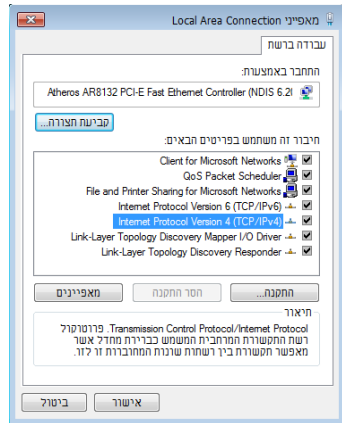 מאפייני Local Area Connection
עבודה ברשת
התחבר באמצעות:
Atheros AR8132 PCI-E Fast Ethernet Controller (NDIS 6.2(
קביעת תצורה...
חיבור זה משתמש בפריטים הבאים:
Client for Microsoft Networks
QoS Packet Scheduler
File and Printer Sharing for Microsoft Networks
Internet Protocol Version 6 (TCP/IPv6)
Internet Protocol Version 4 (TCP/IPv4)
Link-Layer Topology Discovery Mapper I/O Driver
Link-Layer Topology Discovery Responder
התקנה...
הסר התקנה
מאפיינים
תיאור
Transmission Control Protocol/Internet Protocol. פרוטוקול
רשת התקשורת המרחבית המשמש כברירת מחדל אשר
מאפשר תקשורת בין רשתות שונות המחוברות זו לזו.
אישור
ביטול